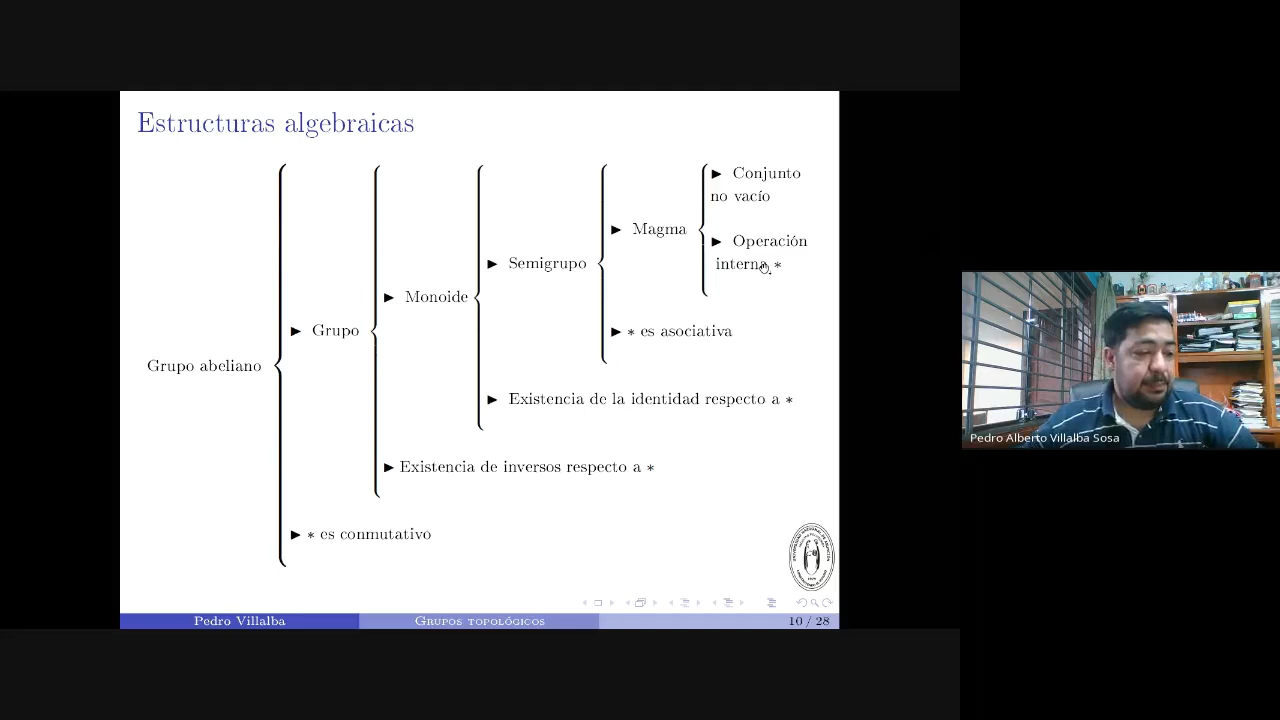 Estructuras algebraicas
► Conjunto
no vacío
► Magma
► Operación
interna *
► Semigrupo
► Monoide
► Grupo
► * es asociativa
Grupo abeliano
► Existencia de la identidad respecto a *
► Existencia de inversos respecto a *
► * es conmutativo
Pedro Villalba
Grupos topológicos
10 / 28
Pedro Alberto Villalba Sosa